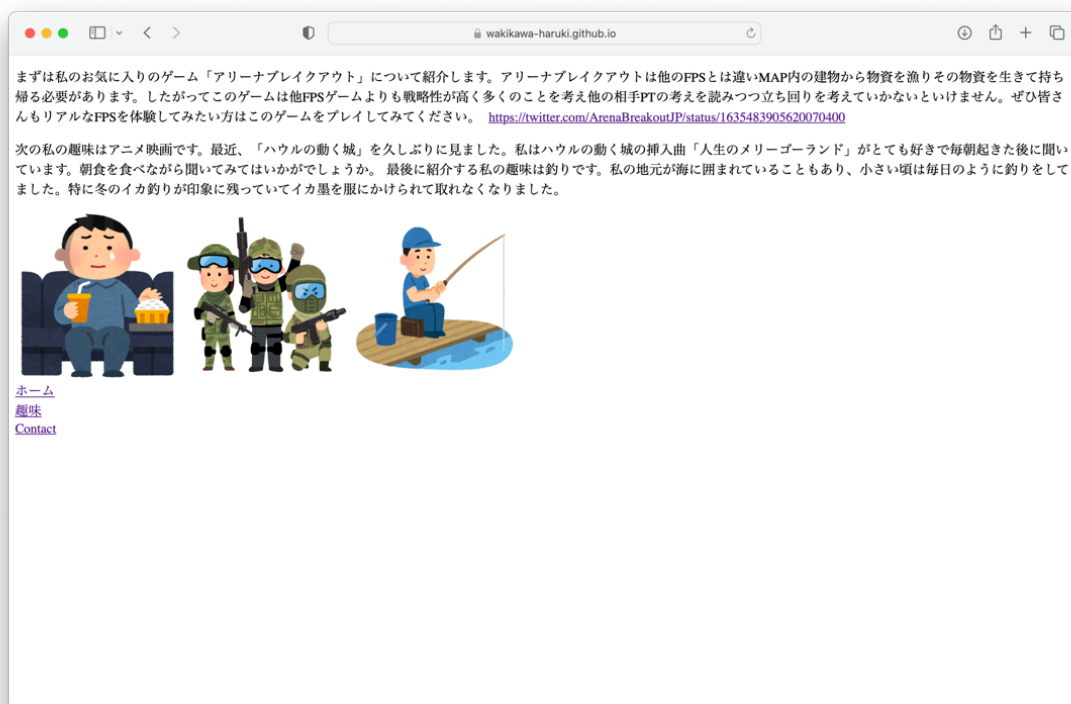 wakikawa-haruki.github.io
まずは私のお気に入りのゲーム「アリーナブレイクアウト」について紹介します。アリーナブレイクアウトは他のFPSとは違いMAP内の建物から物資を漁りその物資を生きて持ち
帰る必要があります。したがってこのゲームは他FPSゲームよりも戦略性が高く多くのことを考え他の相手PTの考えを読みつつ立ち回りを考えていかないといけません。ぜひ皆さ
んもリアルなFPSを体験してみたい方はこのゲームをプレイしてみてください。 https://twitter.com/ArenaBreakoutJP/status/1635483905620070400
次の私の趣味はアニメ映画です。最近、「ハウルの動く城」を久しぶりに見ました。私はハウルの動く城の挿入曲「人生のメリーゴーランド」がとても好きで毎朝起きた後に聞い
ています。朝食を食べながら聞いてみてはいかがでしょうか。 最後に紹介する私の趣味は釣りです。私の地元が海に囲まれていることもあり、小さい頃は毎日のように釣りをして
ました。特に冬のイカ釣りが印象に残っていてイカ墨を服にかけられて取れなくなりました。
ホーム
趣味
Contact